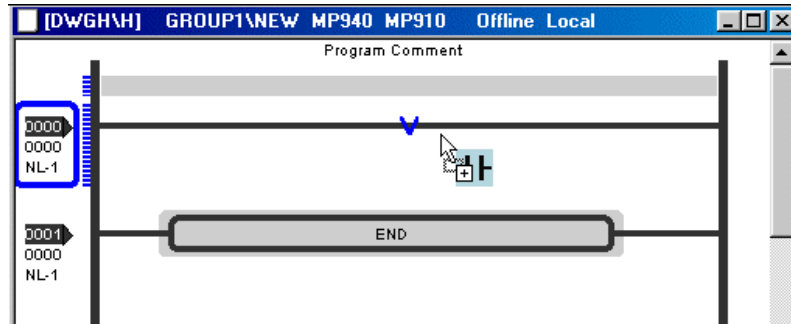 [DWGH\H] GROUP1\NEW MP940 MP910 Offline Local
Program Comment
0000
0000
NL-1
END
0001
0000
NL-1